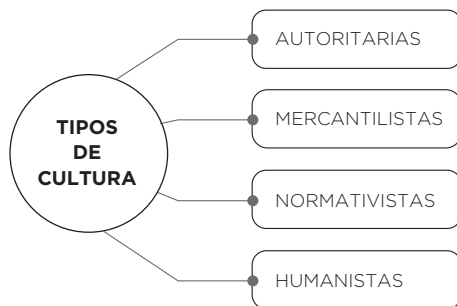 TIPOS
DE
CULTURA
AUTORITARIAS
MERCANTILISTAS
NORMATIVISTAS
HUMANISTAS